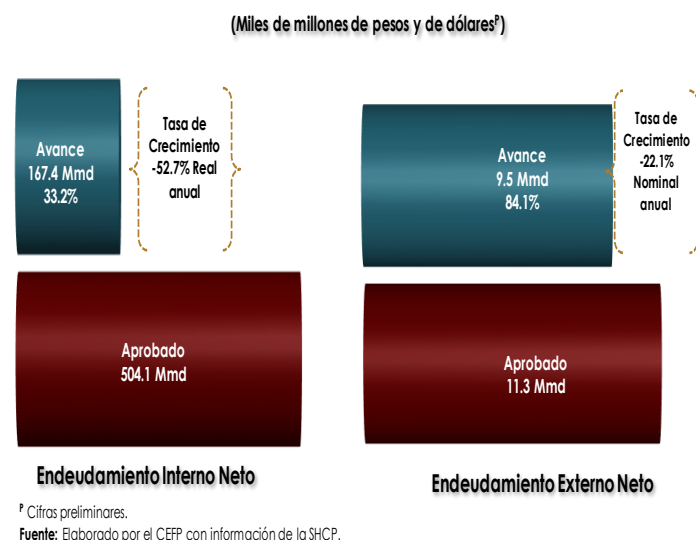 (Miles de millones de pesos y de dólaresᴾ)
Avance
167.4 Mmd
33.2%
Tasa de
Crecimiento
-52.7% Real
anual
Aprobado
504.1 Mmd
Endeudamiento Interno Neto
Avance
9.5 Mmd
84.1%
Tasa de
Crecimiento
-22.1%
Nominal
anual
Aprobado
11.3 Mmd
Endeudamiento Externo Neto
ᴾ Cifras preliminares.
Fuente: Elaborado por el CEFP con información de la SHCP.